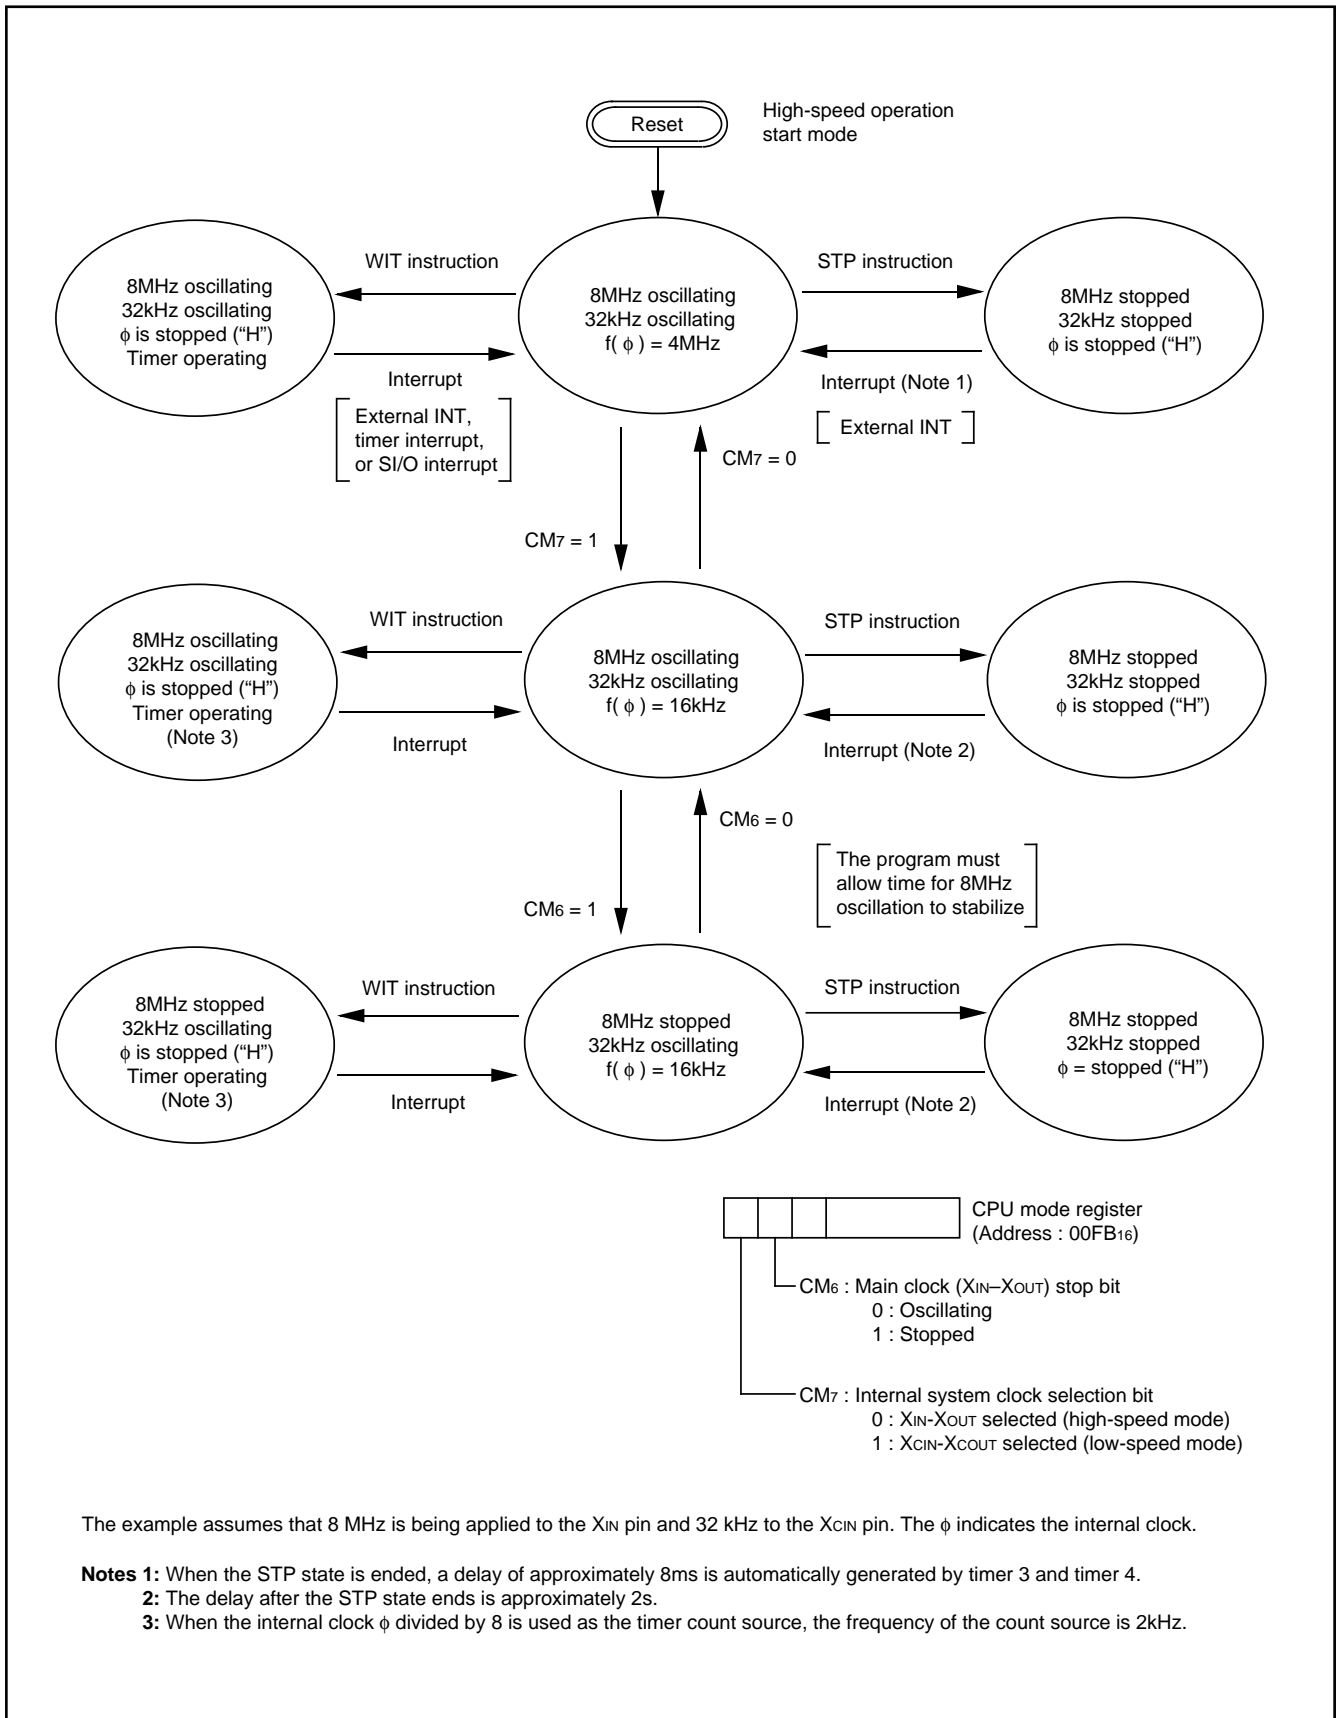 Reset
High-speed operation
start mode
8MHz oscillating
32kHz oscillating
ϕ is stopped (“H”)
Timer operating
WIT instruction
Interrupt
External INT,
timer interrupt,
or SI/O interrupt
8MHz oscillating
32kHz oscillating
f( ϕ ) = 4MHz
STP instruction
Interrupt (Note 1)
External INT
8MHz stopped
32kHz stopped
ϕ is stopped (“H”)
CM7 = 0
CM7 = 1
8MHz oscillating
32kHz oscillating
ϕ is stopped (“H”)
Timer operating
(Note 3)
WIT instruction
Interrupt
8MHz oscillating
32kHz oscillating
f( ϕ ) = 16kHz
STP instruction
Interrupt (Note 2)
8MHz stopped
32kHz stopped
ϕ is stopped (“H”)
CM6 = 0
CM6 = 1
The program must
allow time for 8MHz
oscillation to stabilize
8MHz stopped
32kHz oscillating
ϕ is stopped (“H”)
Timer operating
(Note 3)
WIT instruction
Interrupt
8MHz stopped
32kHz oscillating
f( ϕ ) = 16kHz
STP instruction
Interrupt (Note 2)
8MHz stopped
32kHz stopped
ϕ = stopped (“H”)
CPU mode register
(Address : 00FB16)
CM6 : Main clock (XIN–XOUT) stop bit
0 : Oscillating
1 : Stopped
CM7 : Internal system clock selection bit
0 : XIN-XOUT selected (high-speed mode)
1 : XCIN-XCOUT selected (low-speed mode)
The example assumes that 8 MHz is being applied to the XIN pin and 32 kHz to the XCIN pin. The ϕ indicates the internal clock.
Notes 1: When the STP state is ended, a delay of approximately 8ms is automatically generated by timer 3 and timer 4.
2: The delay after the STP state ends is approximately 2s.
3: When the internal clock ϕ divided by 8 is used as the timer count source, the frequency of the count source is 2kHz.